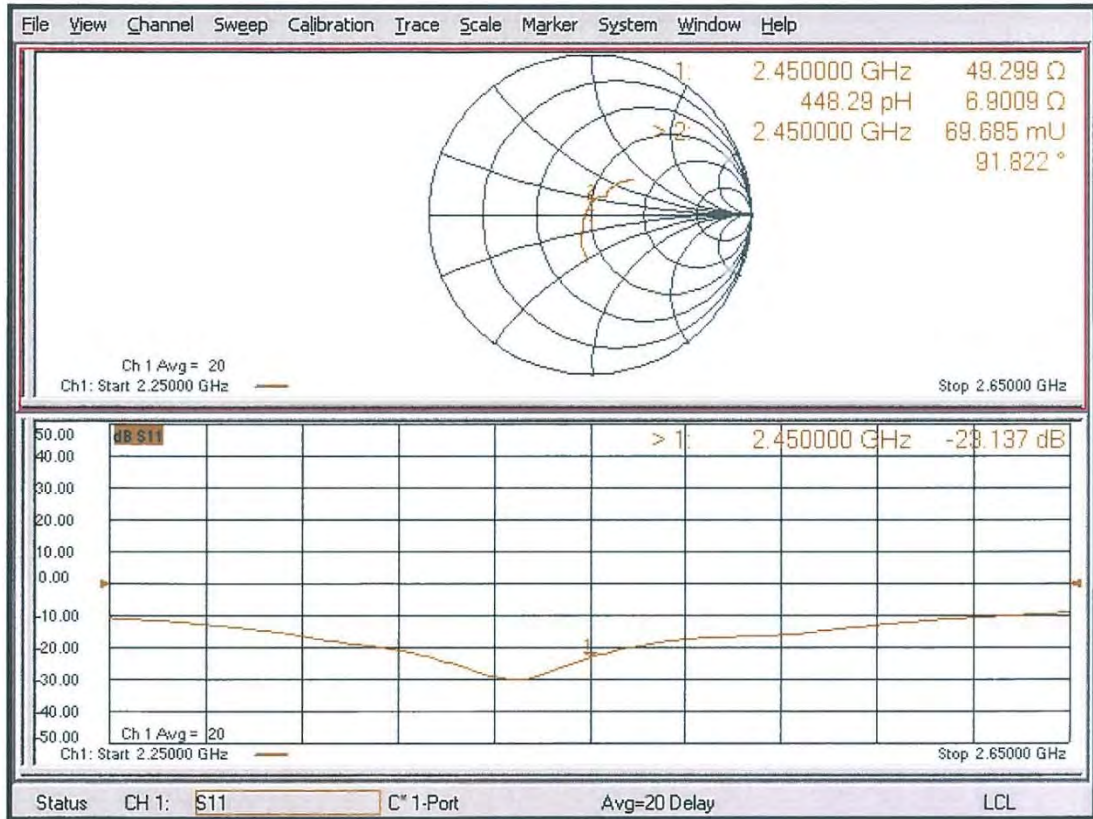 File View Channel Sweep Calibration Trace Scale Marker System Window Help
1: 2.450000 GHz 49.299 Ω
448.29 pH 6.9009 Ω
> 2: 2.450000 GHz 69.685 mU
91.822 °
Ch 1 Avg = 20
Ch1: Start 2.25000 GHz Stop 2.65000 GHz
50.00 dB S11 > 1: 2.450000 GHz -23.137 dB
40.00
30.00
20.00
10.00
0.00
-10.00
-20.00 1
-30.00
-40.00
-50.00 Ch 1 Avg = 20
Ch1: Start 2.25000 GHz Stop 2.65000 GHz
Status CH 1: S11 C* 1-Port Avg=20 Delay LCL